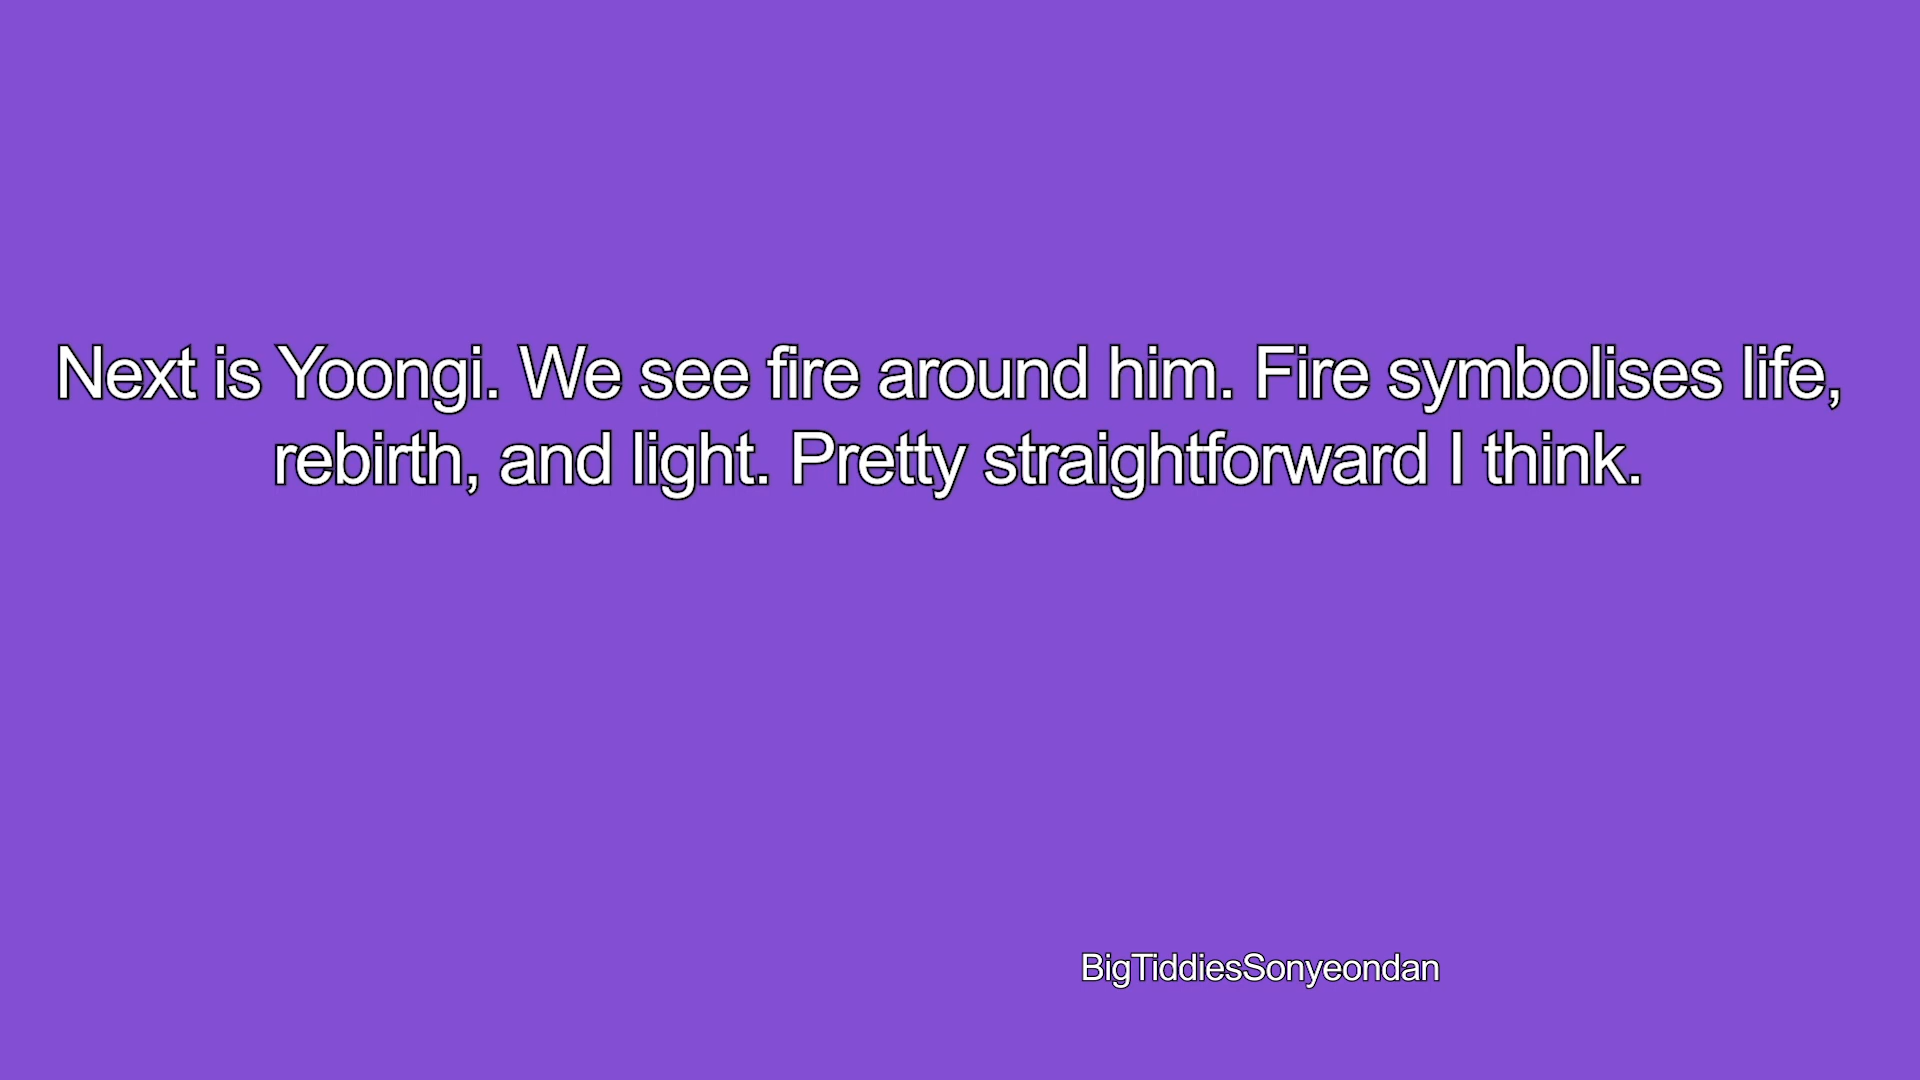 Next is Yoongi. We see fire around him. Fire symbolises life,
rebirth, and light. Pretty straightforward I think.
BigTiddiesSonyeondan